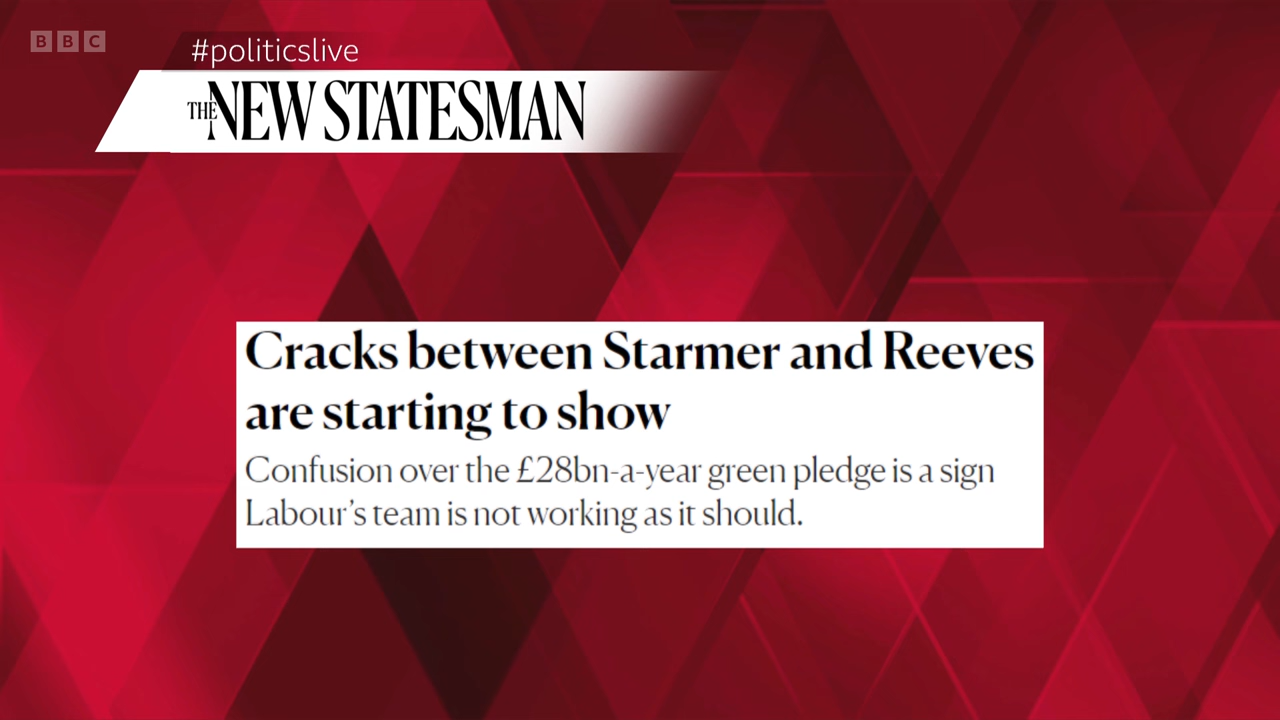 BBC
#politicslive
THE NEW STATESMAN
Cracks between Starmer and Reeves
are starting to show
Confusion over the £28bn-a-year green pledge is a sign
Labour’s team is not working as it should.